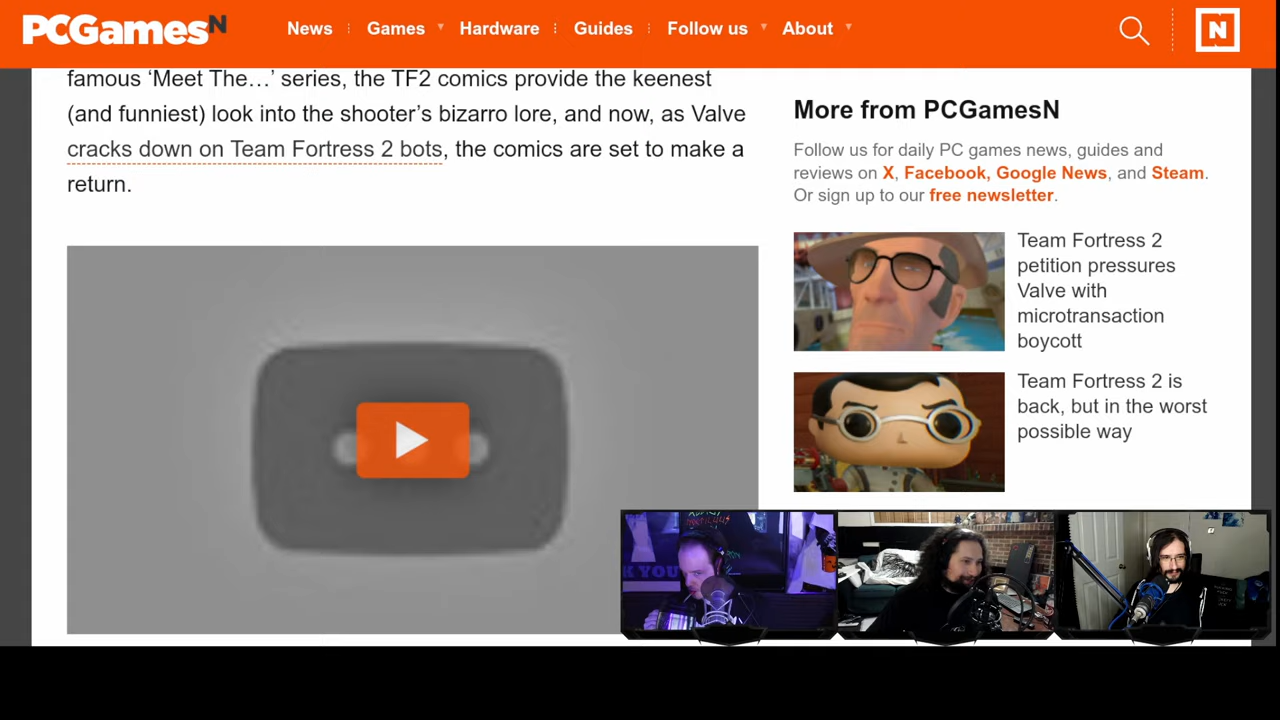 PCGamesN
News
Games
Hardware
Guides
Follow us
About
N
famous ‘Meet The…’ series, the TF2 comics provide the keenest
(and funniest) look into the shooter’s bizarro lore, and now, as Valve
cracks down on Team Fortress 2 bots, the comics are set to make a
return.
More from PCGamesN
Follow us for daily PC games news, guides and
reviews on X, Facebook, Google News, and Steam.
Or sign up to our free newsletter.
Team Fortress 2
petition pressures
Valve with
microtransaction
boycott
Team Fortress 2 is
back, but in the worst
possible way
K YOU